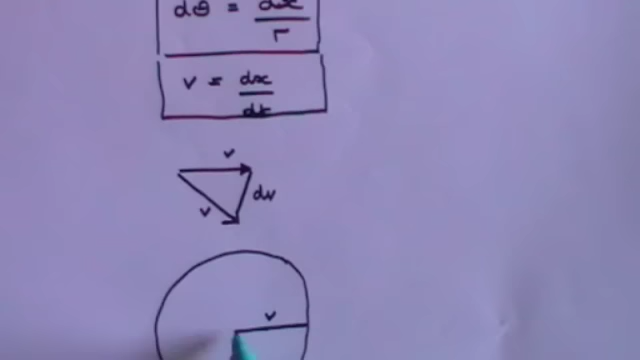 dθ = dx/r
v = dx/dt
v
dv
v
v